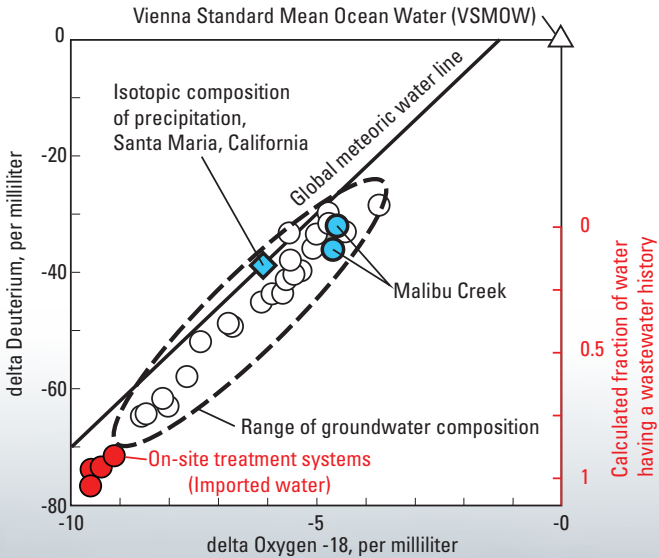 Vienna Standard Mean Ocean Water (VSMOW)
0
-20
-40
-60
-80
delta Deuterium, per milliliter
Isotopic composition
of precipitation,
Santa Maria, California
Global meteoric water line
Malibu Creek
Range of groundwater composition
On-site treatment systems
(Imported water)
0
0.5
1
Calculated fraction of water
having a wastewater history
-10
-5
-0
delta Oxygen -18, per milliliter